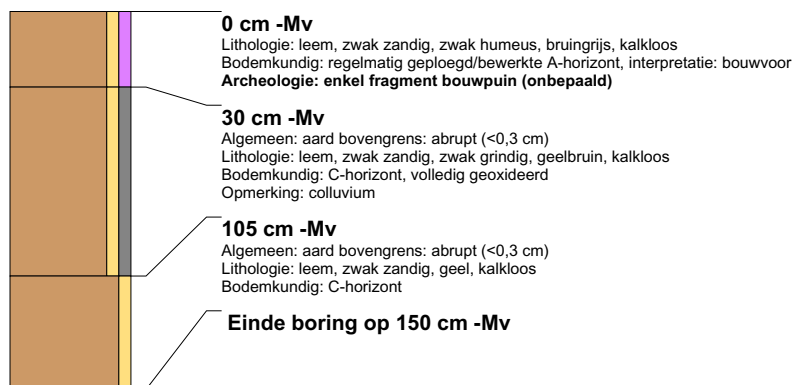 0 cm -Mv
Lithologie: leem, zwak zandig, zwak humeus, bruingrijs, kalkloos
Bodemkundig: regelmatig geploegd/bewerkte A-horizont, interpretatie: bouwvoor
Archeologie: enkel fragment bouwpuin (onbepaald)
30 cm -Mv
Algemeen: aard bovengrens: abrupt (<0,3 cm)
Lithologie: leem, zwak zandig, zwak grindig, geelbruin, kalkloos
Bodemkundig: C-horizont, volledig geoxideerd
Opmerking: colluvium
105 cm -Mv
Algemeen: aard bovengrens: abrupt (<0,3 cm)
Lithologie: leem, zwak zandig, geel, kalkloos
Bodemkundig: C-horizont
Einde boring op 150 cm -Mv